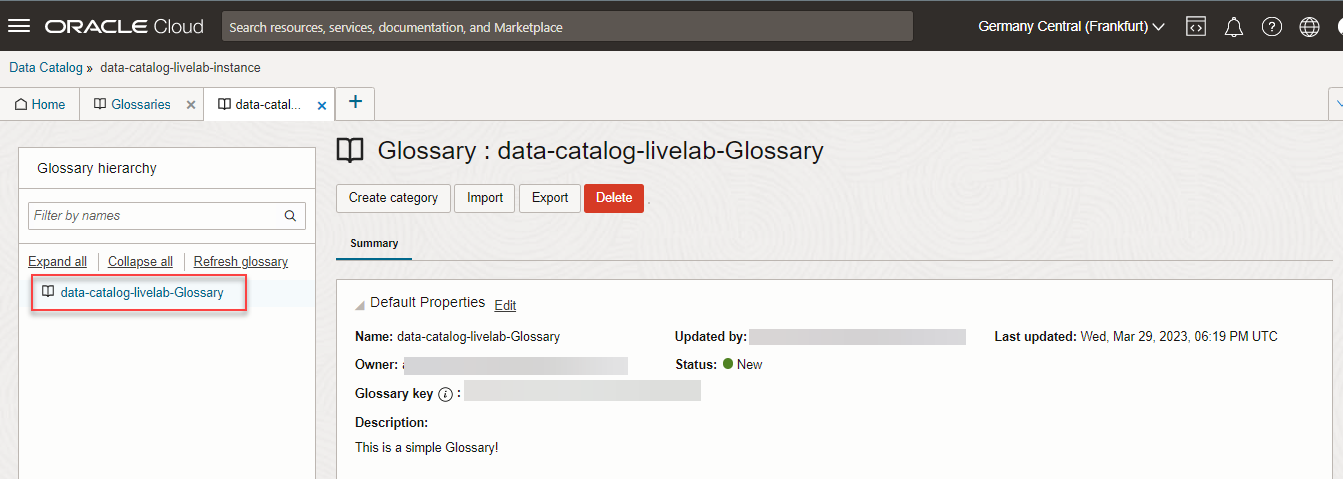 ORACLE Cloud Search resources, services, documentation, and Marketplace Germany Central (Frankfurt)
Data Catalog » data-catalog-livelab-instance
Home Glossaries × data-catal... × +
Glossary hierarchy
Filter by names
Expand all Collapse all Refresh glossary
data-catalog-livelab-Glossary
Glossary : data-catalog-livelab-Glossary
Create category Import Export Delete
Summary
Default Properties Edit
Name: data-catalog-livelab-Glossary Updated by: Last updated: Wed, Mar 29, 2023, 06:19 PM UTC
Owner: Status: New
Glossary key i :
Description:
This is a simple Glossary!